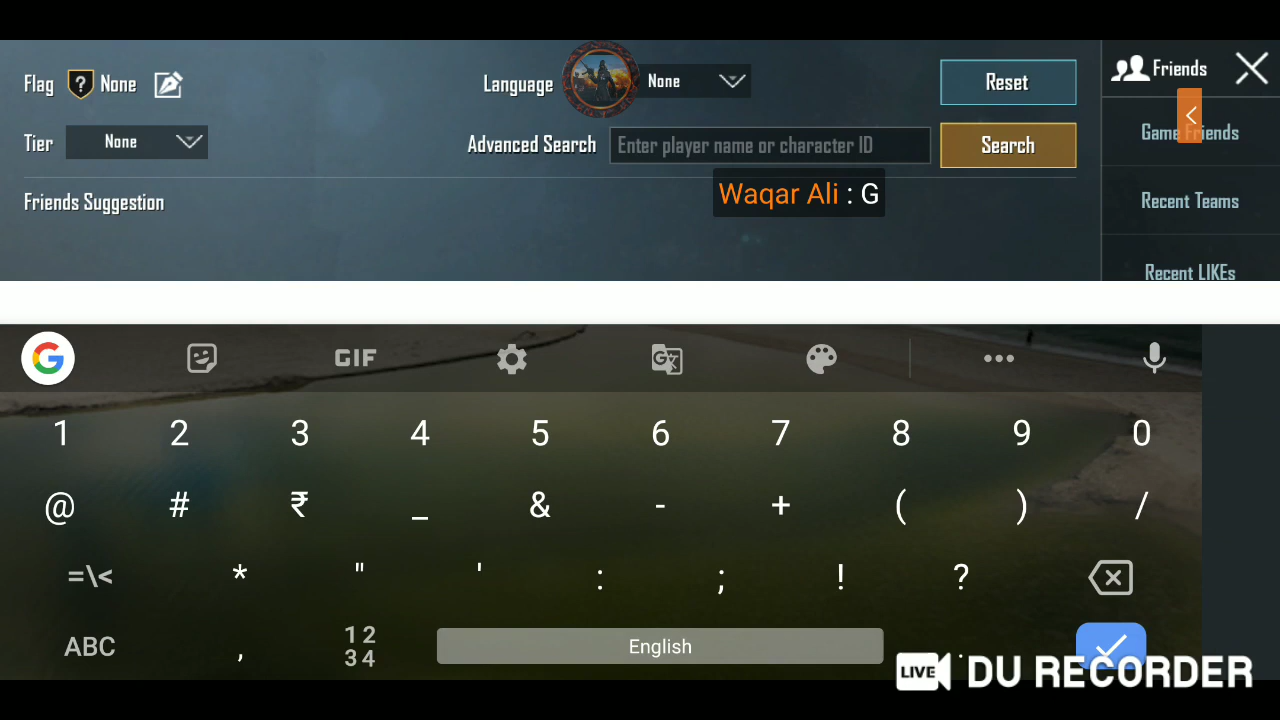 Flag ? None
Language None
Reset
Friends
Tier None
Advanced Search Enter player name or character ID
Search
Game Friends
Waqar Ali : G
Friends Suggestion
Recent Teams
Recent LIKEs
G GIF
1 2 3 4 5 6 7 8 9 0
@ # ₹ _ & - + ( ) /
=\< * " ' : ; ! ?
ABC , 12 34 English .
LIVE DU RECORDER